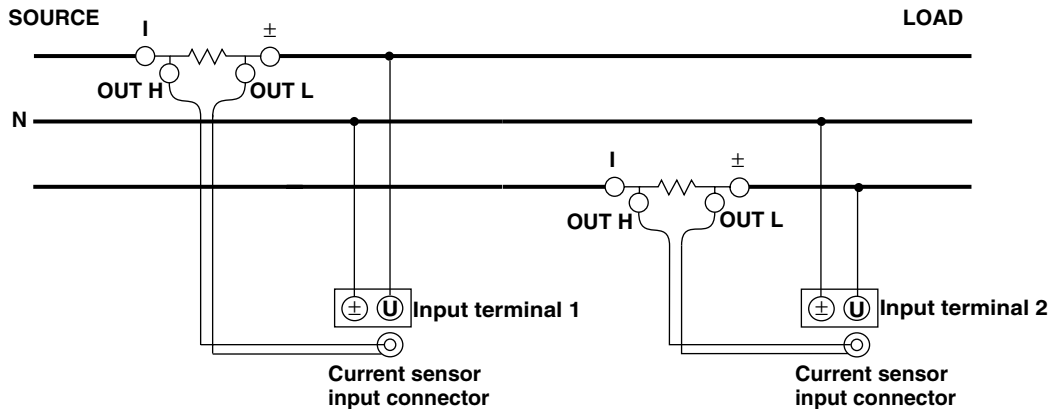 SOURCE
LOAD
I
±
OUT H
OUT L
N
I
±
OUT H
OUT L
± U Input terminal 1
± U Input terminal 2
Current sensor
input connector
Current sensor
input connector